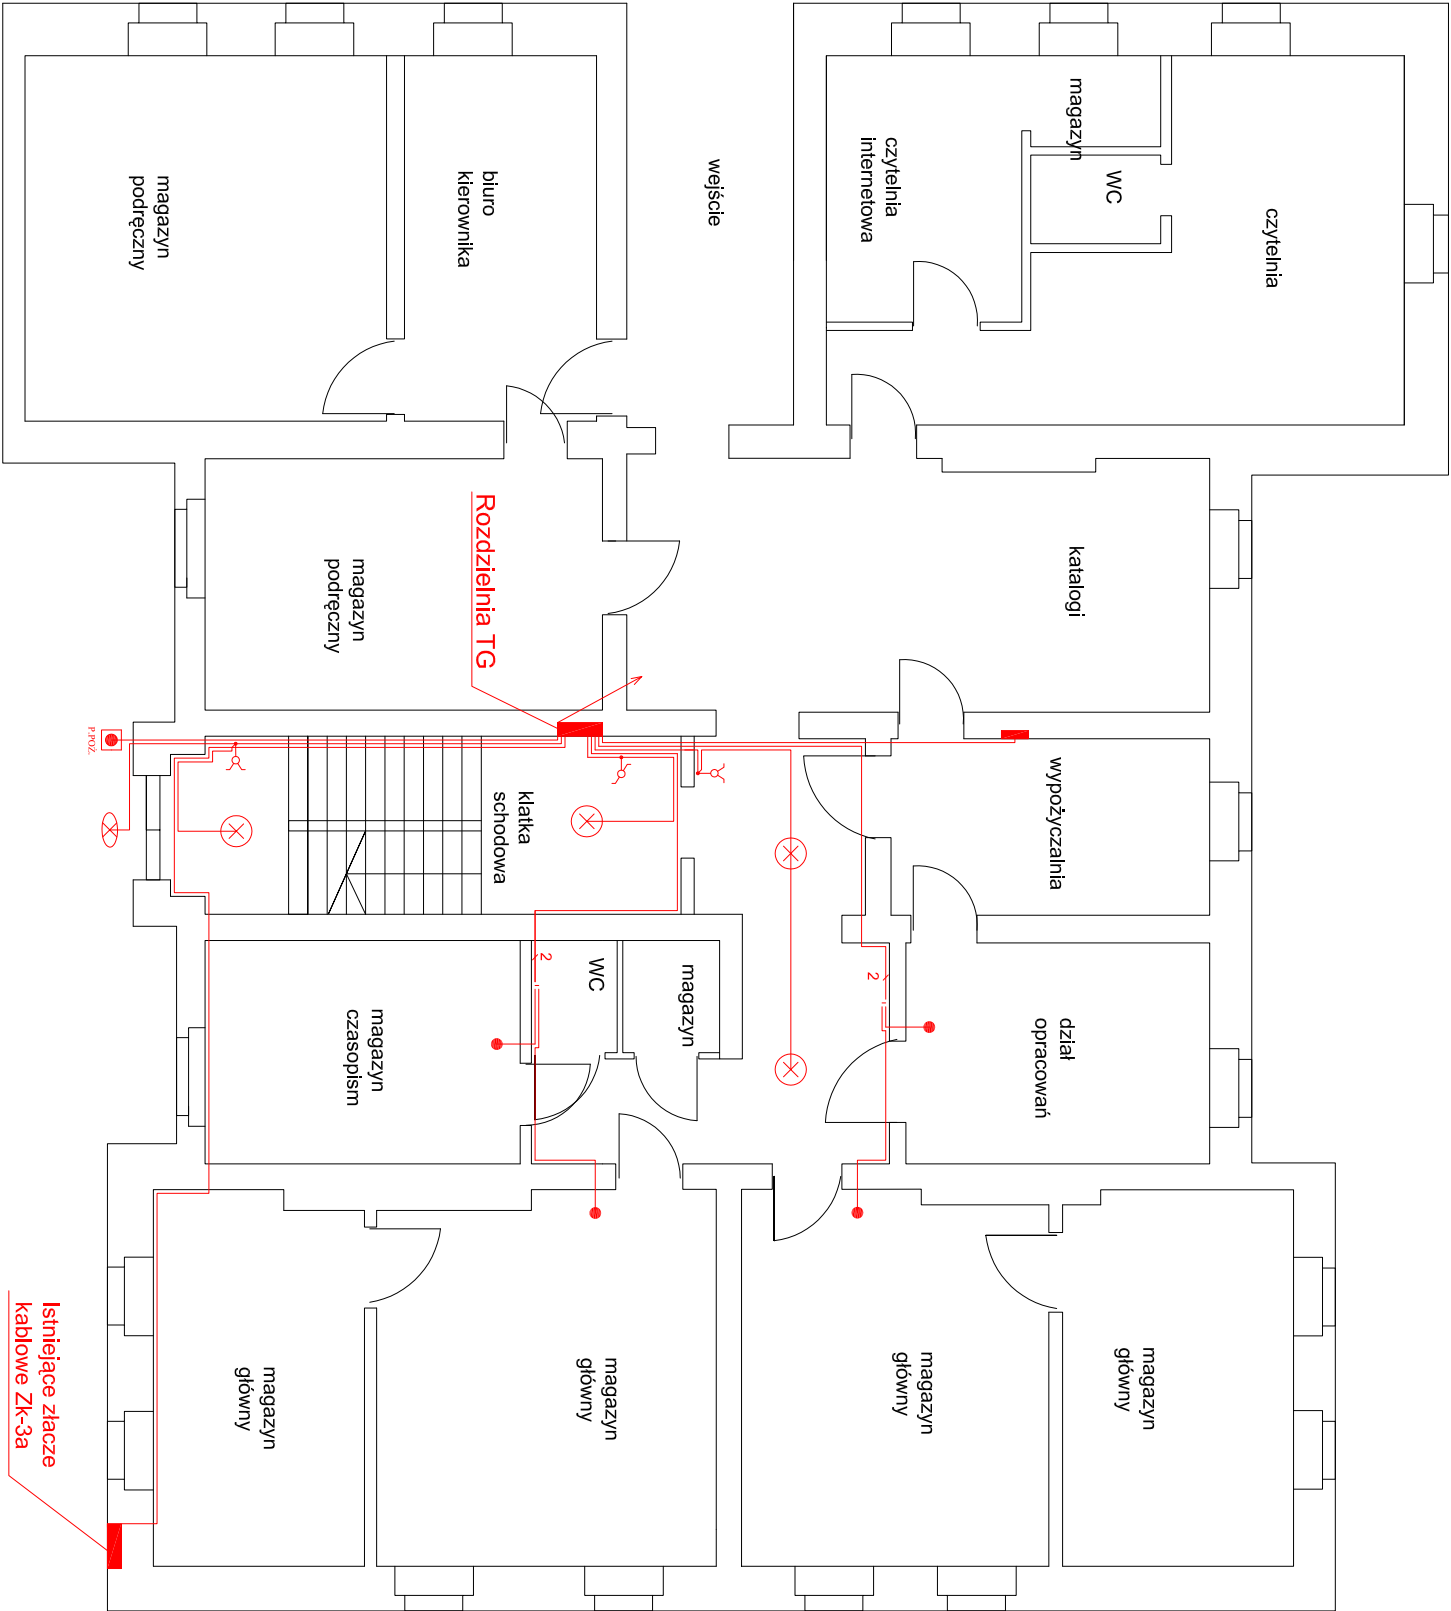 magazyn
podręczny
biuro
kierownika
wejście
czytelnia
internetowa
magazyn
WC
czytelnia
magazyn
podręczny
Rozdzielnia TG
katalogi
P.POŻ.
klatka
schodowa
wypożyczalnia
magazyn
czasopism
2
WC
magazyn
2
dział
opracowań
magazyn
główny
magazyn
główny
magazyn
główny
magazyn
główny
Istniejące złacze
kablowe Zk-3a